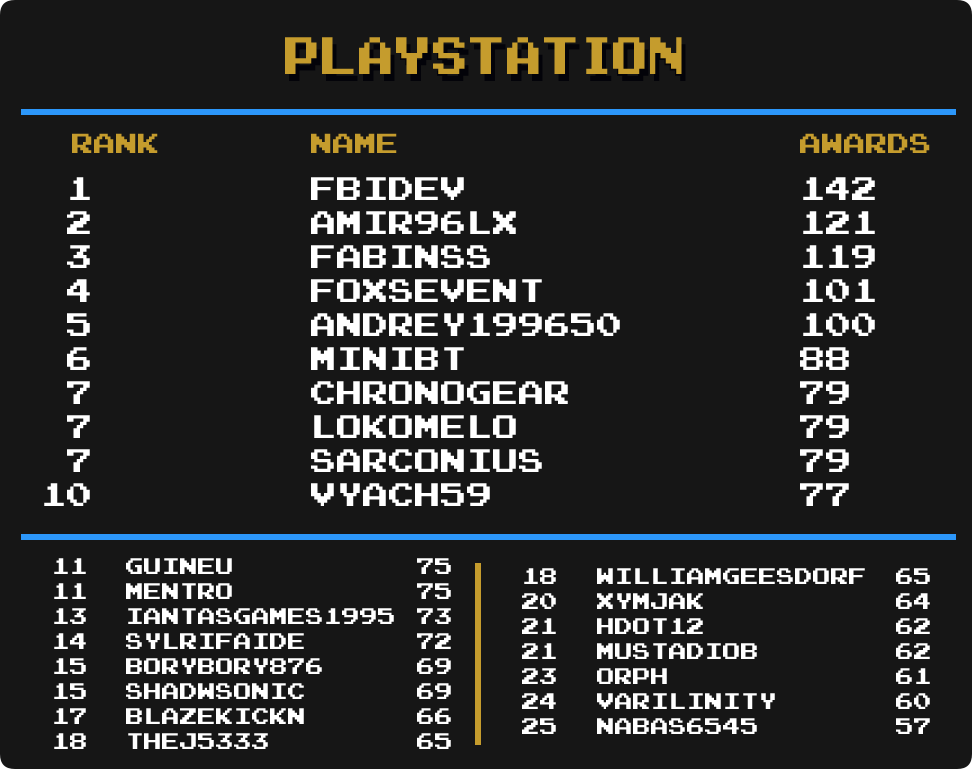 PLAYSTATION
RANK NAME AWARDS
1 FBIDEV 142
2 AMIR96LX 121
3 FABINSS 119
4 FOXSEVENT 101
5 ANDREY199650 100
6 MINIBT 88
7 CHRONOGEAR 79
7 LOKOMELO 79
7 SARCONIUS 79
10 VYACH59 77
11 GUINEU 75
11 MENTRO 75
13 IANTASGAMES1995 73
14 SYLRIFAIDE 72
15 BORYBORY876 69
15 SHADWSONIC 69
17 BLAZEKICKN 66
18 THEJ5333 65
18 WILLIAMGEESDORF 65
20 XYMJAK 64
21 HDOT12 62
21 MUSTADIOB 62
23 ORPH 61
24 VARILINITY 60
25 NABAS6545 57